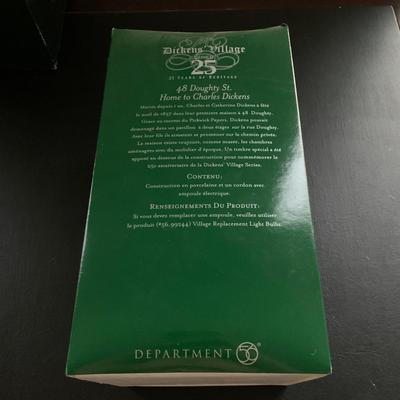 Dickens' Village
25
25 Years of Heritage
48 Doughty St.
Home to Charles Dickens
Mariés depuis 1 an, Charles et Catherine Dickens a fêté
le noël de 1837 dans leur première maison à 48 Doughty.
Grâce au succès du Pickwick Papers, Dickens pouvait
demenagé dans un pavillon à deux étages sur la rue Doughty.
Avec leur fils ils aimaient se promener sur le chemin privée.
La maison existe toujours, comme musée, les chambres
aménagées avec du mobilier d'époque. Un timbre spécial a été
apposé en dessous de la construction pour commémorer le
25e anniversaire de la Dickens' Village Series.
Contenu:
Construction en porcelaine et un cordon avec
ampoule électrique.
Renseignements Du Produit:
Si vous devez remplacer une ampoule, veuilles utiliser
le produit (#56.99244) Village Replacement Light Bulbs.
DEPARTMENT 56